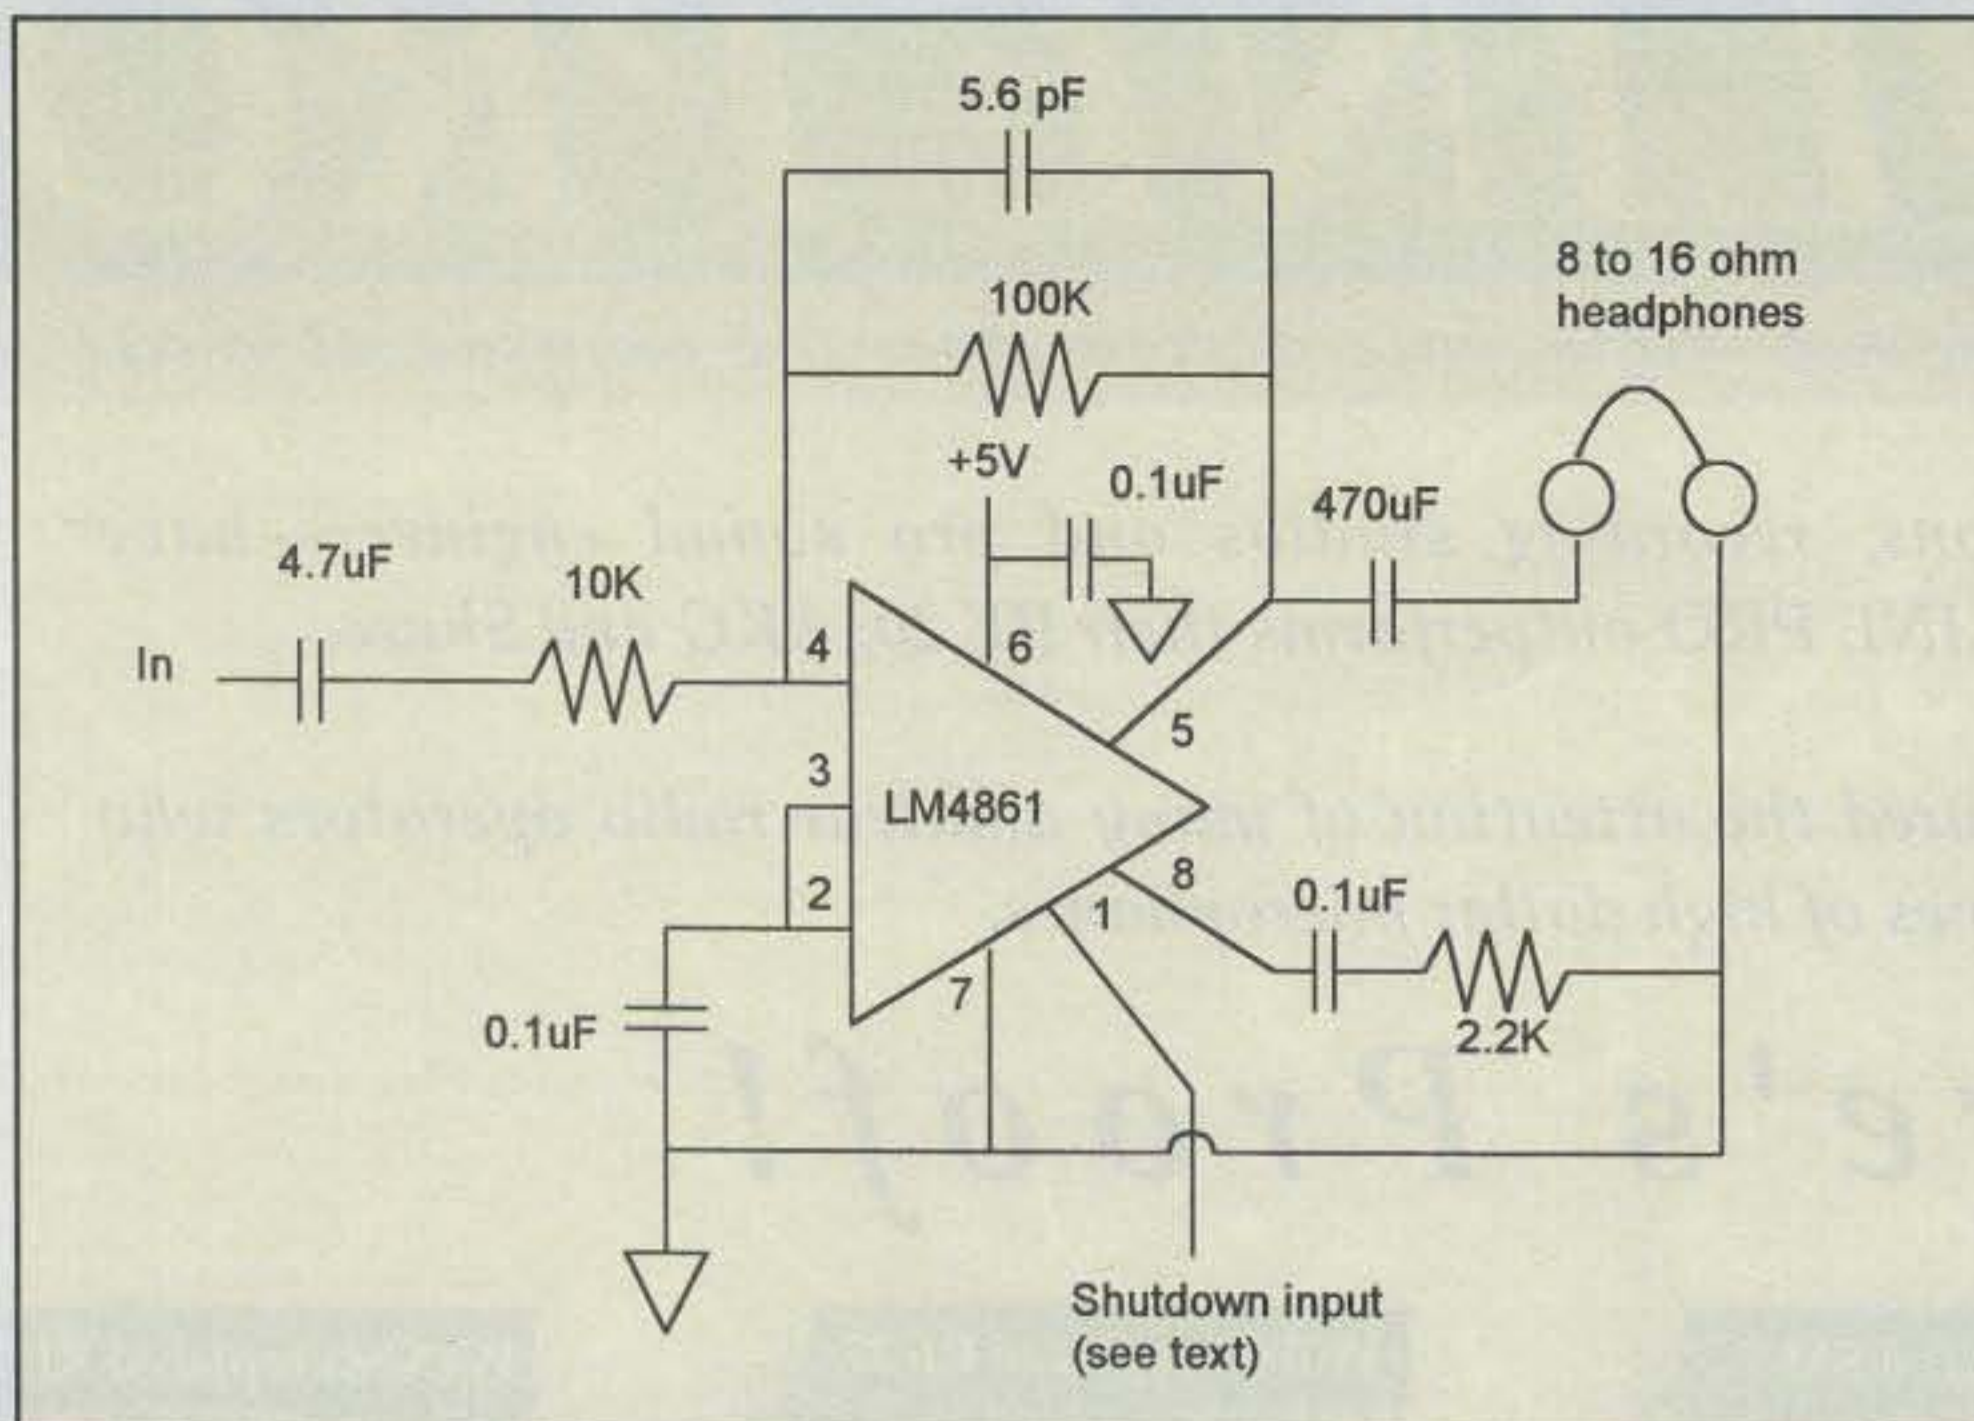 5.6 pF
100K
8 to 16 ohm
headphones
+5V
0.1uF
470uF
4.7uF
10K
In
4
6
5
3
LM4861
2
8
1
0.1uF
7
0.1uF
2.2K
Shutdown input
(see text)